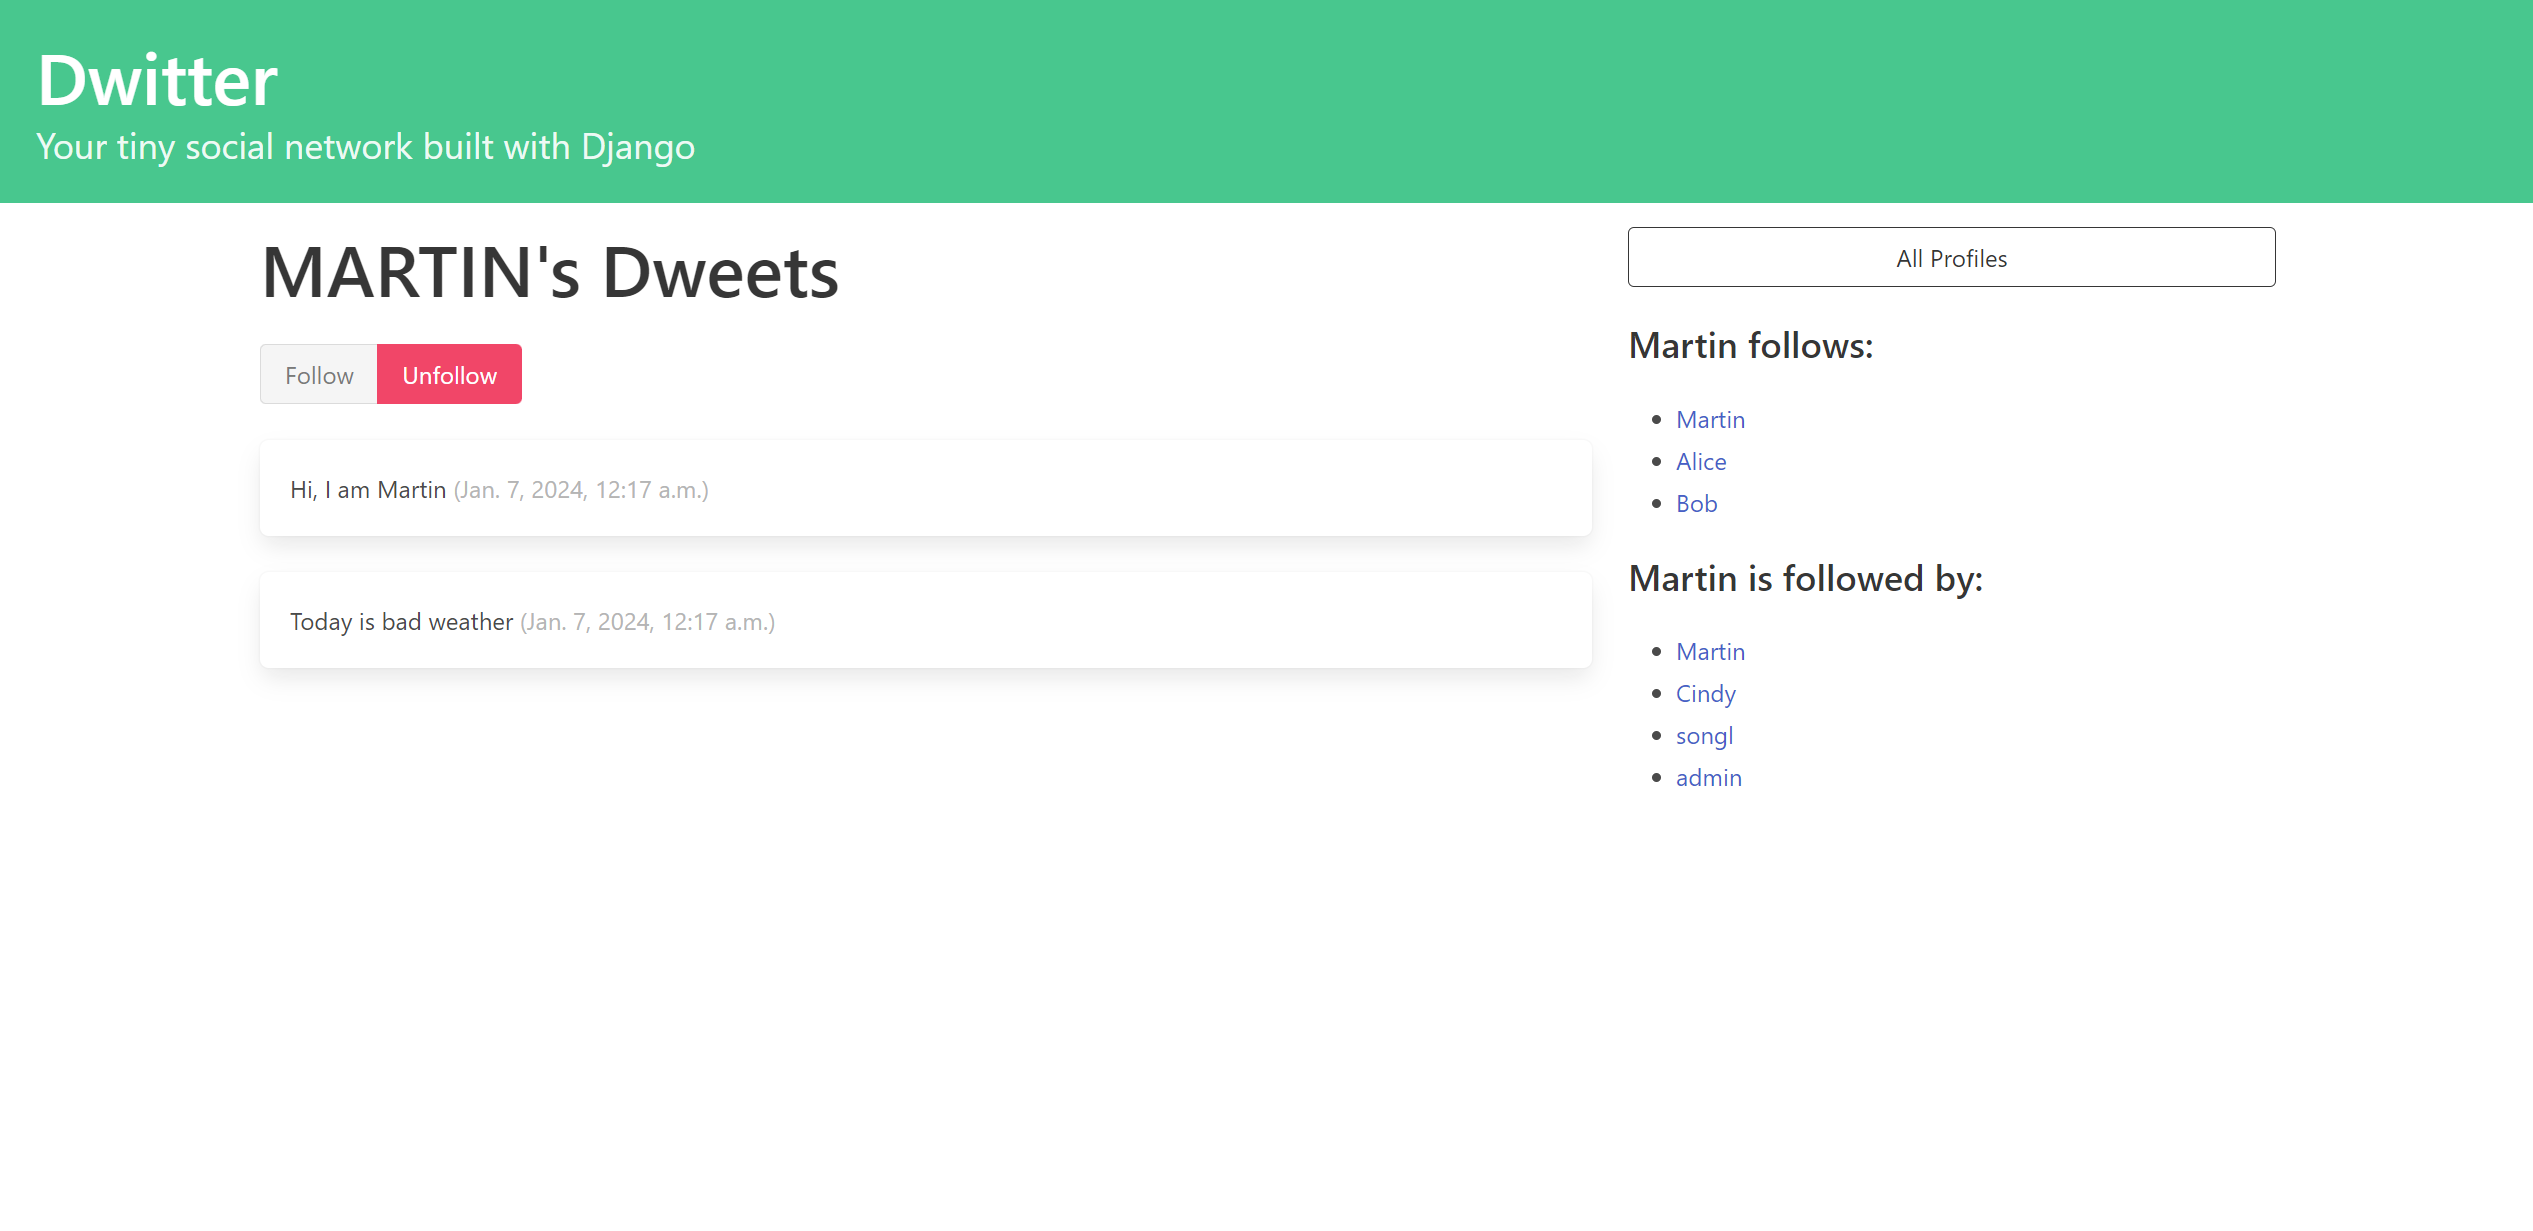 Dwitter
Your tiny social network built with Django
MARTIN's Dweets
Follow Unfollow
Hi, I am Martin (Jan. 7, 2024, 12:17 a.m.)
Today is bad weather (Jan. 7, 2024, 12:17 a.m.)
All Profiles
Martin follows:
Martin
Alice
Bob
Martin is followed by:
Martin
Cindy
songl
admin